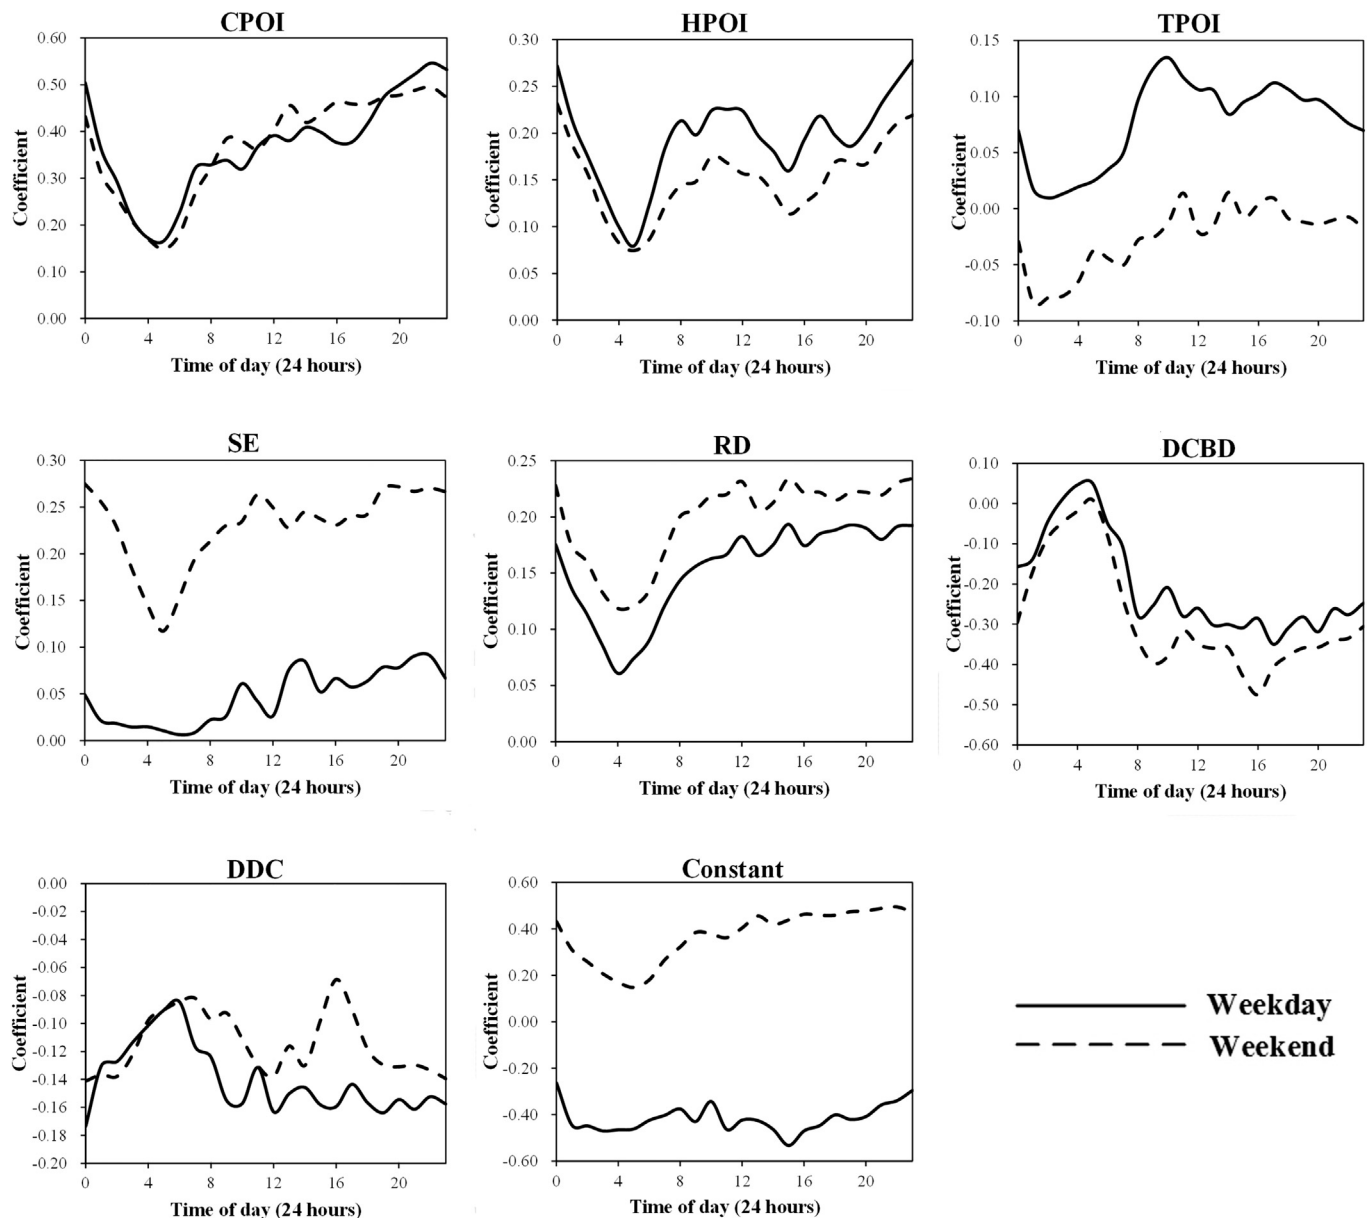 CPOI
0.60
0.50
0.40
0.30
0.20
0.10
0.00
Coefficient
0 4 8 12 16 20
Time of day (24 hours)
HPOI
0.30
0.25
0.20
0.15
0.10
0.05
0.00
Coefficient
0 4 8 12 16 20
Time of day (24 hours)
TPOI
0.15
0.10
0.05
0.00
-0.05
-0.10
Coefficient
0 4 8 12 16 20
Time of day (24 hours)
SE
0.30
0.25
0.20
0.15
0.10
0.05
0.00
Coefficient
0 4 8 12 16 20
Time of day (24 hours)
RD
0.25
0.20
0.15
0.10
0.05
0.00
Coefficient
0 4 8 12 16 20
Time of day (24 hours)
DCBD
0.10
0.00
-0.10
-0.20
-0.30
-0.40
-0.50
-0.60
Coefficient
0 4 8 12 16 20
Time of day (24 hours)
DDC
0.00
-0.02
-0.04
-0.06
-0.08
-0.10
-0.12
-0.14
-0.16
-0.18
-0.20
Coefficient
0 4 8 12 16 20
Time of day (24 hours)
Constant
0.60
0.40
0.20
0.00
-0.20
-0.40
-0.60
Coefficient
0 4 8 12 16 20
Time of day (24 hours)
Weekday
Weekend